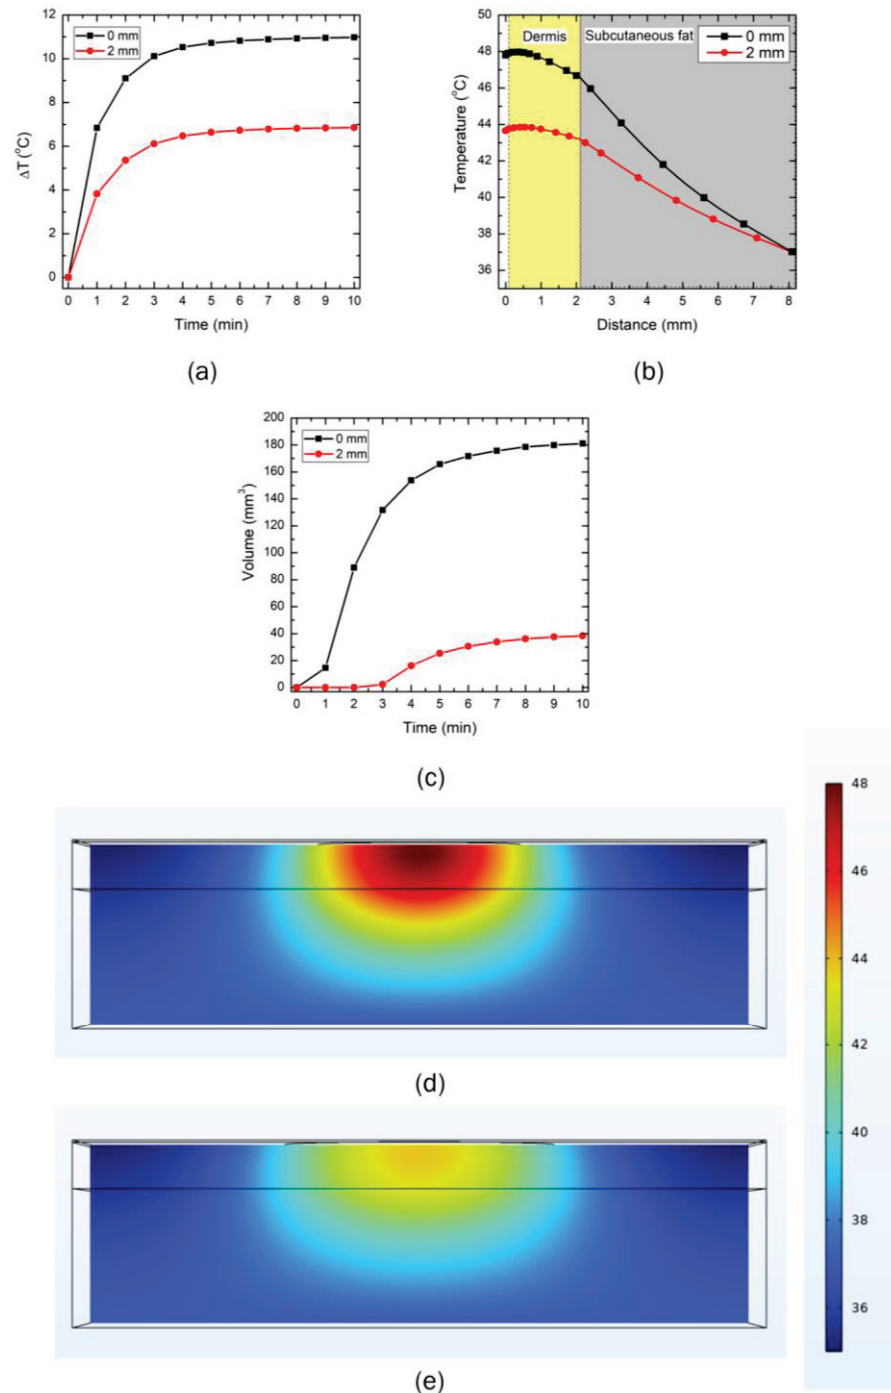 12
10
8
6
4
2
0
ΔT (°C)
0 mm
2 mm
0 1 2 3 4 5 6 7 8 9 10
Time (min)
(a)
50
48
46
44
42
40
38
36
Temperature (°C)
Dermis
Subcutaneous fat
0 mm
2 mm
0 1 2 3 4 5 6 7 8
Distance (mm)
(b)
200
180
160
140
120
100
80
60
40
20
0
Volume (mm³)
0 mm
2 mm
0 1 2 3 4 5 6 7 8 9 10
Time (min)
(c)
(d)
(e)
48
46
44
42
40
38
36